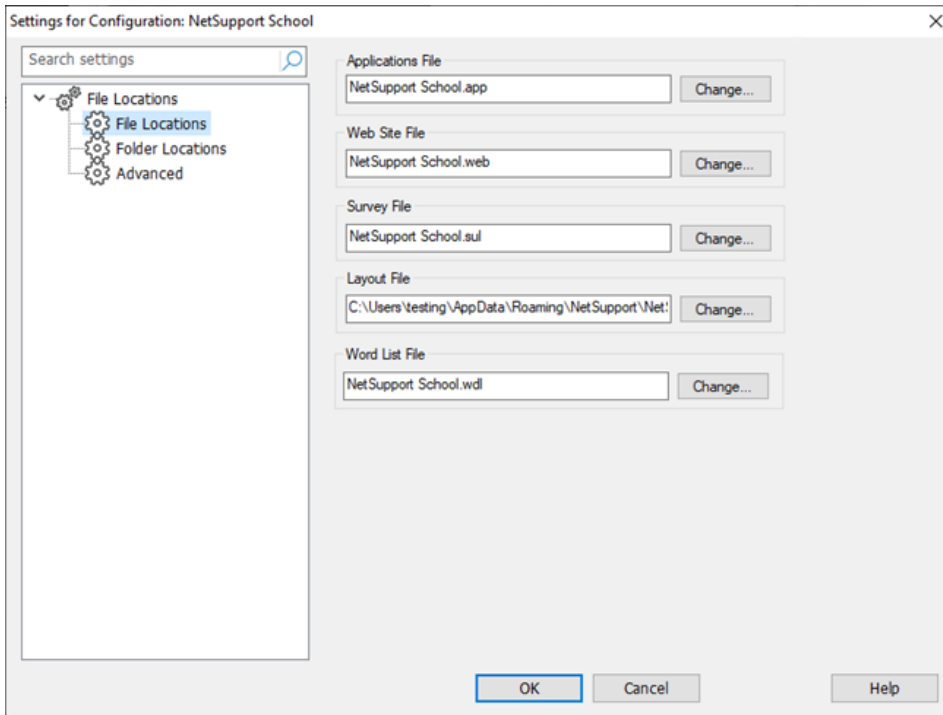 Settings for Configuration: NetSupport School
Search settings
File Locations
File Locations
Folder Locations
Advanced
Applications File
NetSupport School.app
Change...
Web Site File
NetSupport School.web
Change...
Survey File
NetSupport School.sul
Change...
Layout File
C:\Users\testing\AppData\Roaming\NetSupport\Net
Change...
Word List File
NetSupport School.wdl
Change...
OK
Cancel
Help